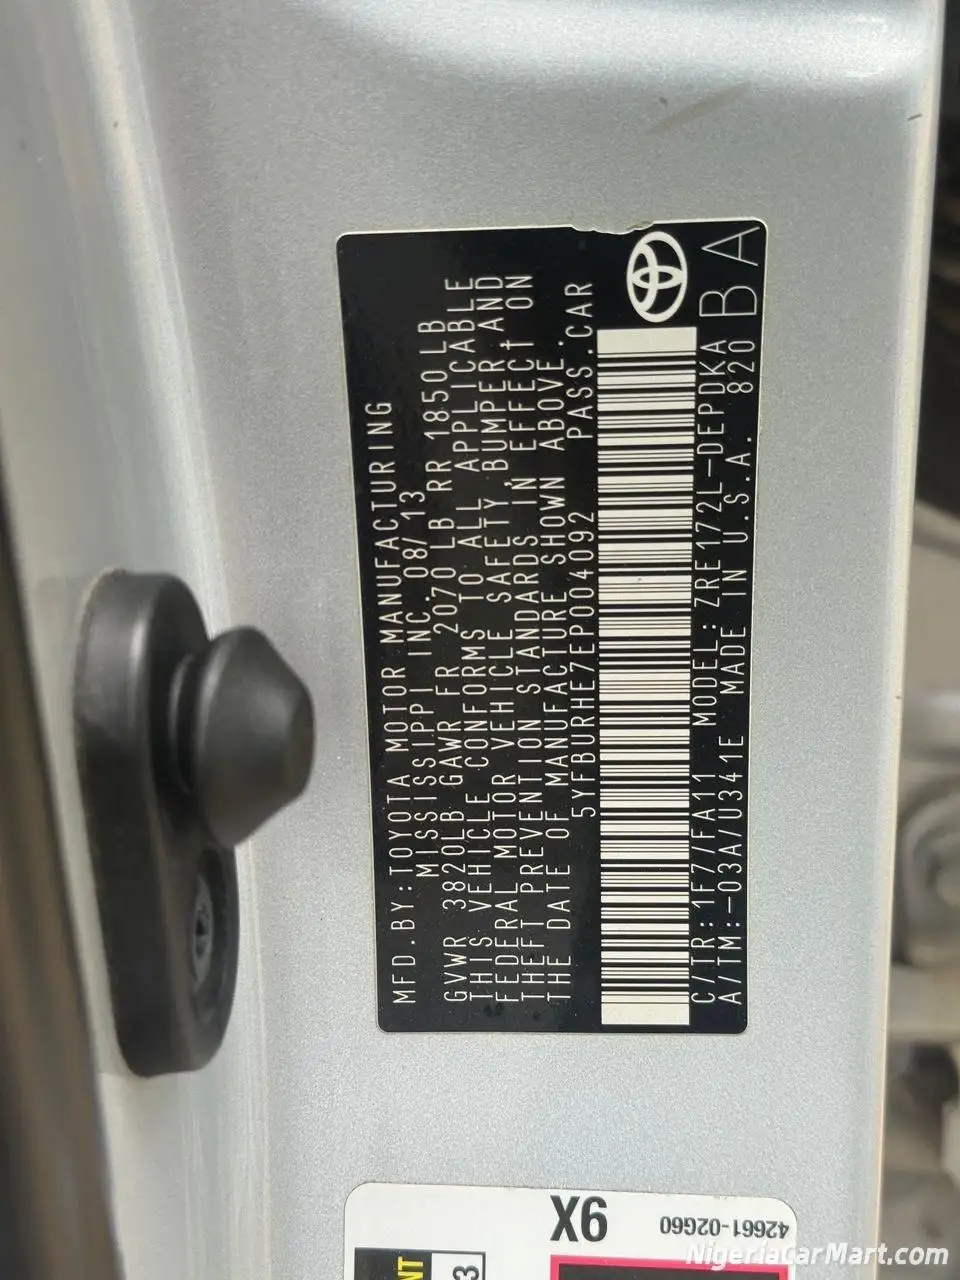 MFD.BY:TOYOTA MOTOR MANUFACTURING
MISSISSIPPI INC. 08/13
GVWR 3820LB GAWR FR 2070 LB RR 1850LB
THIS VEHICLE CONFORMS TO ALL APPLICABLE
FEDERAL MOTOR VEHICLE SAFETY, BUMPER AND
THEFT PREVENTION STANDARDS IN EFFECT ON
THE DATE OF MANUFACTURE SHOWN ABOVE.
5YFBURHE7EP004092 PASS.CAR
C/TR:1F7/FA11 MODEL:ZRE172L-DEPDKA
A/TM:-03A/U341E MADE IN U.S.A. 820
BA
9X
42661-02G60
NigeriaCarMart.com